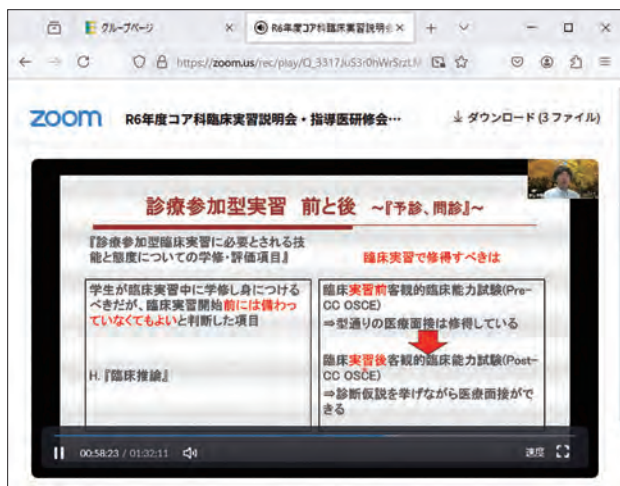 グループページ
R6年度コア科臨床実習説明会
https://zoom.us/rec/play/Q_3317JuS3r0hWrSrztJ
zoom
R6年度コア科臨床実習説明会・指導医研修会…
ダウンロード (3 ファイル)
診療参加型実習 前と後 ～『予診、問診』～
『診療参加型臨床実習に必要とされる技
能と態度についての学修・評価項目』
臨床実習で修得すべきは
学生が臨床実習中に学修し身につける
べきだが、臨床実習開始前には備わっ
ていなくてもよいと判断した項目
H. 『臨床推論』
臨床実習前客観的臨床能力試験(Pre-
CC OSCE)
⇒型通りの医療面接は修得している
臨床実習後客観的臨床能力試験(Post-
CC OSCE)
⇒診断仮説を挙げながら医療面接がで
きる
00:58:23 / 01:32:11
速度